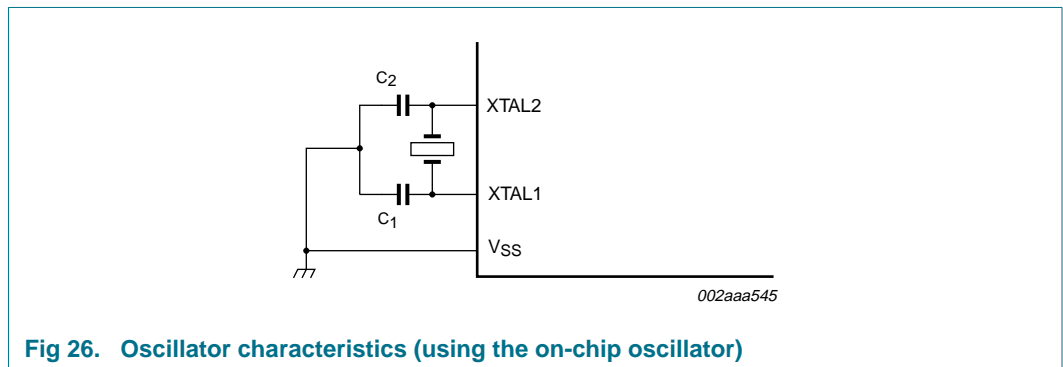 C2
XTAL2
XTAL1
C1
VSS
002aaa545
Fig 26. Oscillator characteristics (using the on-chip oscillator)